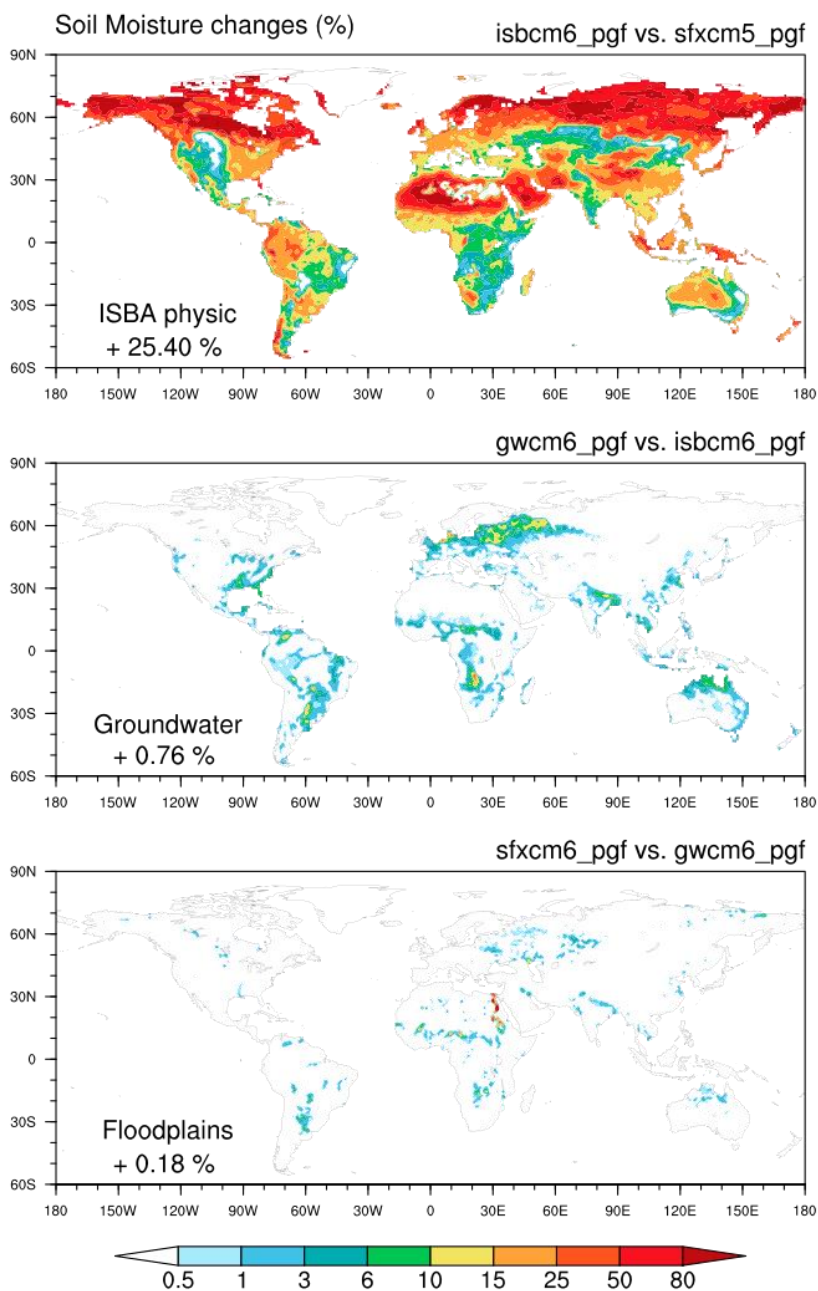 Soil Moisture changes (%)
isbcm6_pgf vs. sfxcm5_pgf
90N
60N
30N
0
30S
60S
ISBA physic
+ 25.40 %
180 150W 120W 90W 60W 30W 0 30E 60E 90E 120E 150E 180
gwcm6_pgf vs. isbcm6_pgf
90N
60N
30N
0
30S
60S
Groundwater
+ 0.76 %
180 150W 120W 90W 60W 30W 0 30E 60E 90E 120E 150E 180
sfxcm6_pgf vs. gwcm6_pgf
90N
60N
30N
0
30S
60S
Floodplains
+ 0.18 %
180 150W 120W 90W 60W 30W 0 30E 60E 90E 120E 150E 180
0.5 1 3 6 10 15 25 50 80